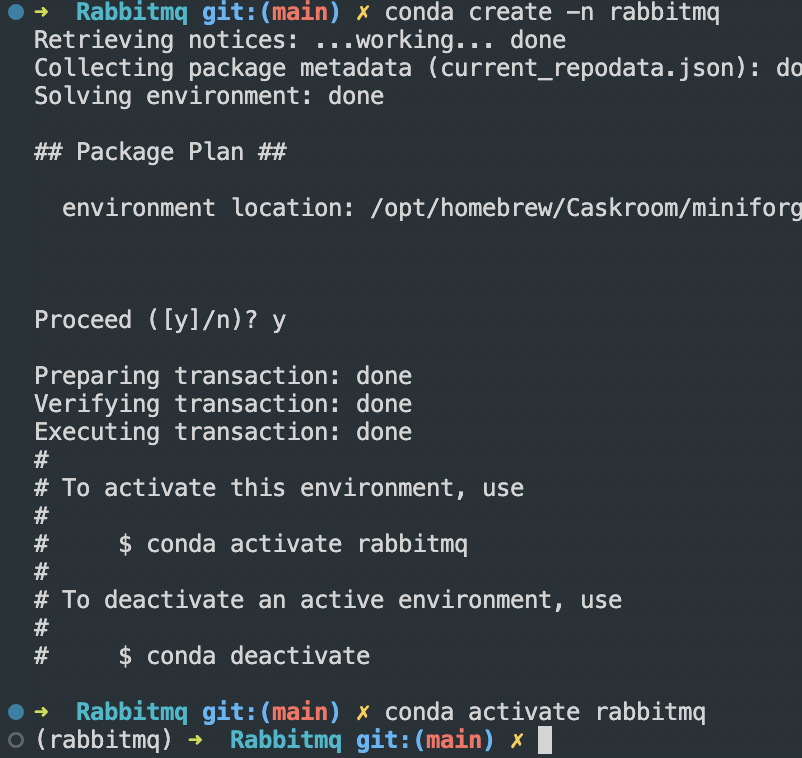 ➜ Rabbitmq git:(main) ✗ conda create -n rabbitmq
Retrieving notices: ...working... done
Collecting package metadata (current_repodata.json): do
Solving environment: done
## Package Plan ##
environment location: /opt/homebrew/Caskroom/miniforg
Proceed ([y]/n)? y
Preparing transaction: done
Verifying transaction: done
Executing transaction: done
#
# To activate this environment, use
#
#     $ conda activate rabbitmq
#
# To deactivate an active environment, use
#
#     $ conda deactivate
➜ Rabbitmq git:(main) ✗ conda activate rabbitmq
(rabbitmq) ➜ Rabbitmq git:(main) ✗